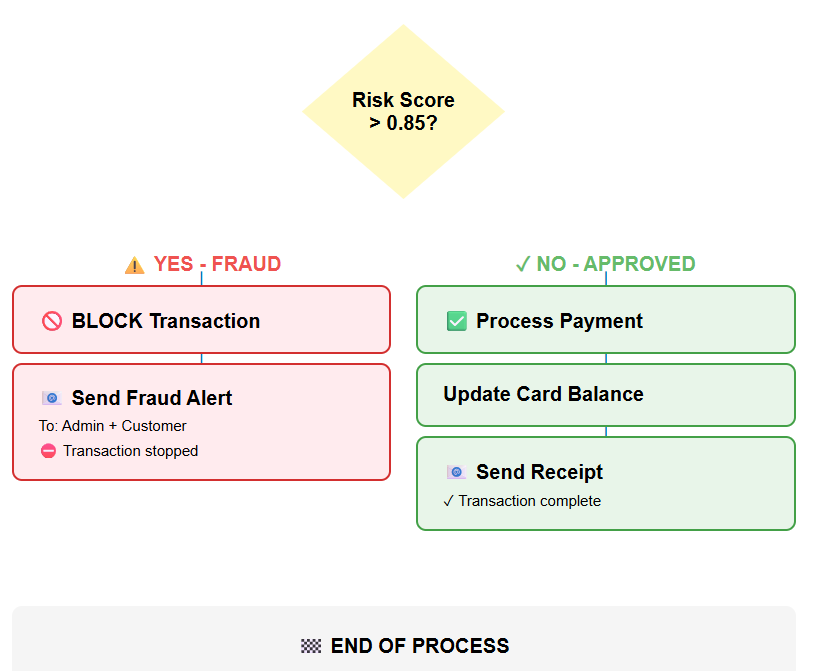 Risk Score
> 0.85?
⚠️ YES - FRAUD
✓ NO - APPROVED
🚫 BLOCK Transaction
✅ Process Payment
📧 Send Fraud Alert
To: Admin + Customer
⛔ Transaction stopped
Update Card Balance
📧 Send Receipt
✓ Transaction complete
🏁 END OF PROCESS